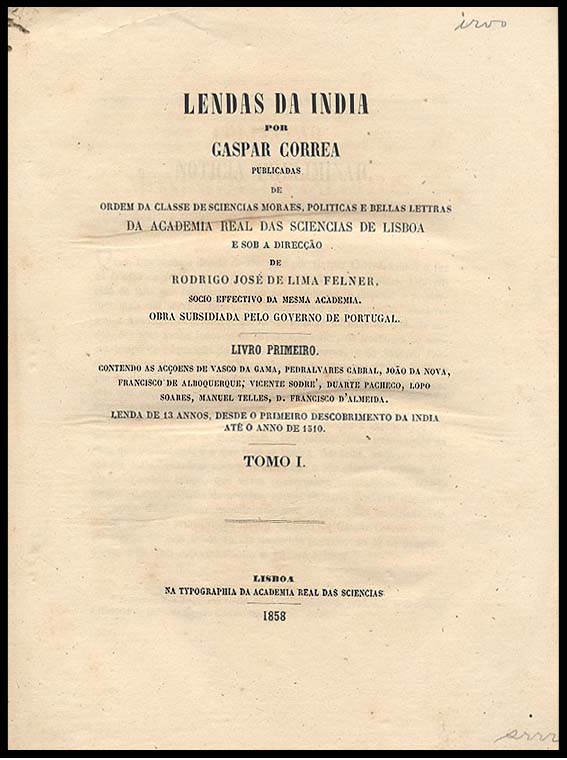 irvo
LENDAS DA INDIA
POR
GASPAR CORREA
PUBLICADAS
DE
ORDEM DA CLASSE DE SCIENCIAS MORAES, POLITICAS E BELLAS LETTRAS
DA ACADEMIA REAL DAS SCIENCIAS DE LISBOA
E SOB A DIRECÇÃO
DE
RODRIGO JOSÉ DE LIMA FELNER,
SOCIO EFFECTIVO DA MESMA ACADEMIA.
OBRA SUBSIDIADA PELO GOVERNO DE PORTUGAL.
LIVRO PRIMEIRO.
CONTENDO AS ACÇOENS DE VASCO DA GAMA, PEDRALVARES CABRAL, JOÃO DA NOVA,
FRANCISCO DE ALBOQUERQUE, VICENTE SODRE', DUARTE PACHECO, LOPO
SOARES, MANUEL TELLES, D. FRANCISCO D'ALMEIDA.
LENDA DE 13 ANNOS, DESDE O PRIMEIRO DESCOBRIMENTO DA INDIA
ATÉ O ANNO DE 1510.
TOMO I.
LISBOA
NA TYPOGRAPHIA DA ACADEMIA REAL DAS SCIENCIAS
1858